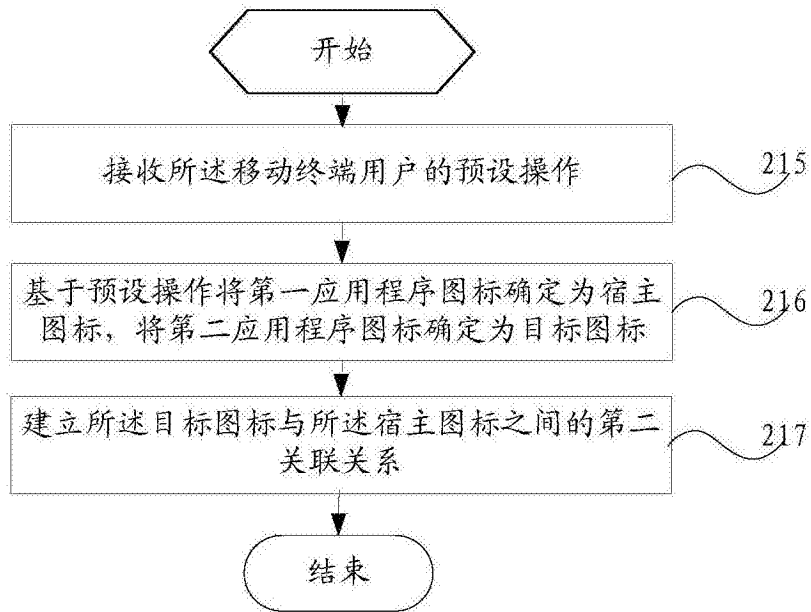 开始
接收所述移动终端用户的预设操作
215
基于预设操作将第一应用程序图标确定为宿主
图标，将第二应用程序图标确定为目标图标
216
建立所述目标图标与所述宿主图标之间的第二
关联关系
217
结束